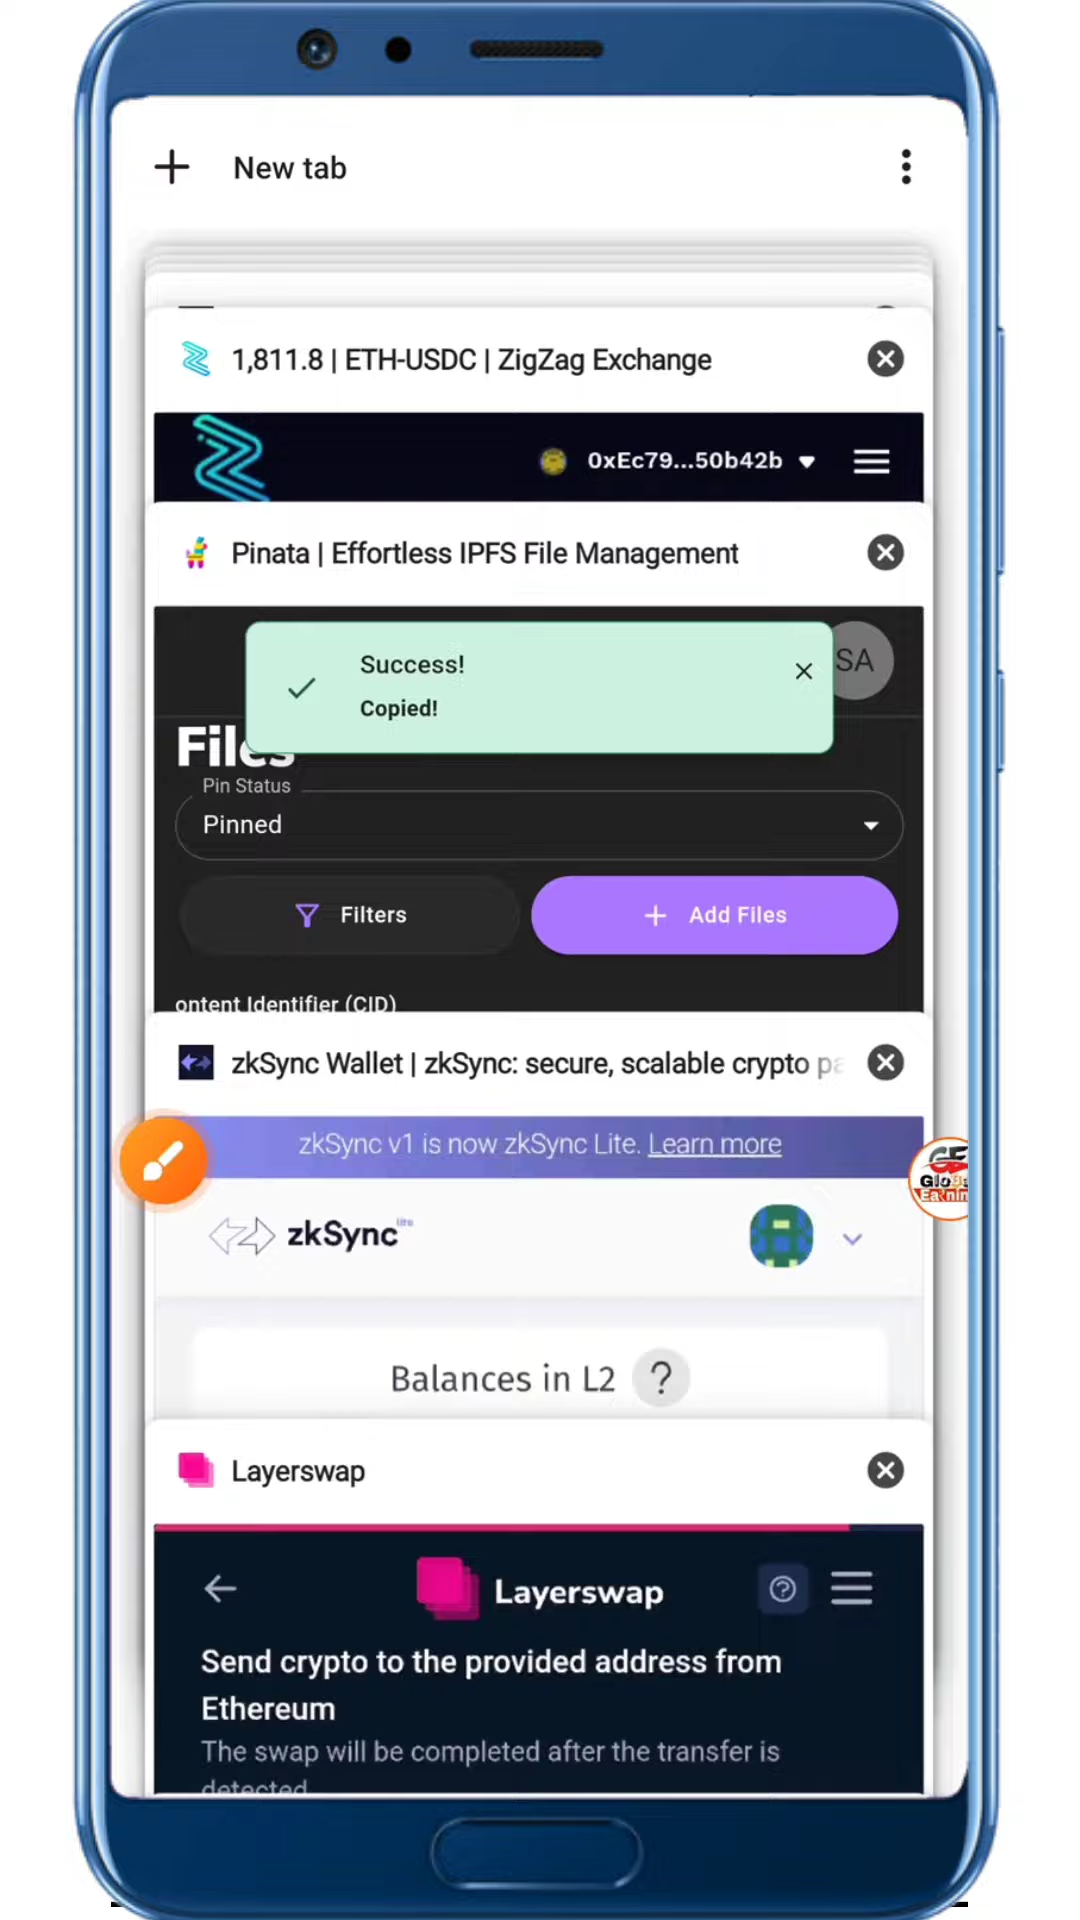 New tab
1,811.8 | ETH-USDC | ZigZag Exchange
0xEc79...50b42b
Pinata | Effortless IPFS File Management
Success!
SA
Copied!
Files
Pin Status
Pinned
Filters
+ Add Files
ontent Identifier (CID)
zkSync Wallet | zkSync: secure, scalable crypto pa
zkSync v1 is now zkSync Lite. Learn more
zkSync lite
Balances in L2 ?
Layerswap
Layerswap
Send crypto to the provided address from
Ethereum
The swap will be completed after the transfer is
detected